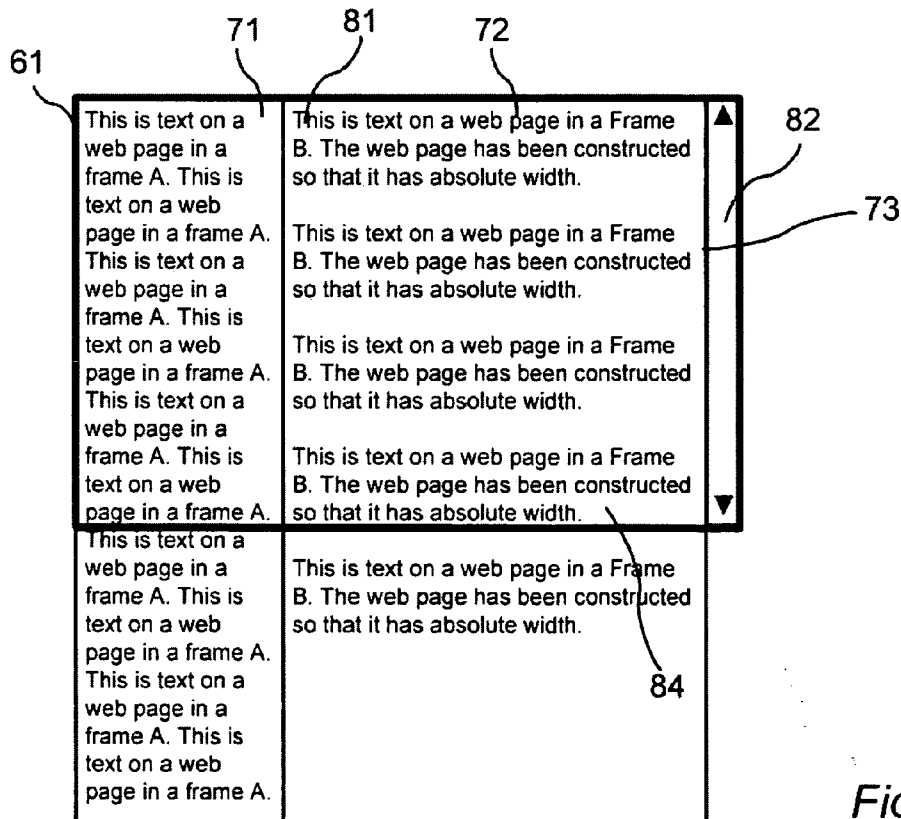 61
71
81
72
82
73
84
This is text on a
web page in a
frame A. This is
text on a web
page in a frame A.
This is text on a
web page in a
frame A. This is
text on a web
page in a frame A.
This is text on a
web page in a
frame A. This is
text on a web
page in a frame A.
This is text on a
web page in a
frame A. This is
text on a web
page in a frame A.
This is text on a
web page in a
frame A. This is
text on a web
page in a frame A.
This is text on a web page in a Frame
B. The web page has been constructed
so that it has absolute width.
This is text on a web page in a Frame
B. The web page has been constructed
so that it has absolute width.
This is text on a web page in a Frame
B. The web page has been constructed
so that it has absolute width.
This is text on a web page in a Frame
B. The web page has been constructed
so that it has absolute width.
This is text on a web page in a Frame
B. The web page has been constructed
so that it has absolute width.